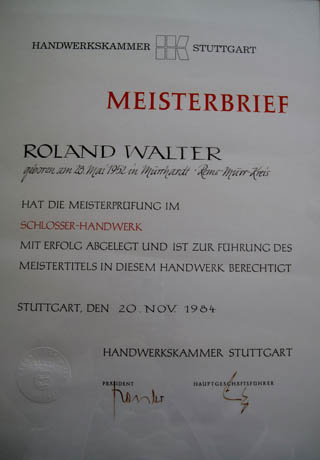 HANDWERKSKAMMER STUTTGART
MEISTERBRIEF
ROLAND WALTER
geboren am 28. Mai 1952 in Murrhardt · Rems-Murr-Kreis
HAT DIE MEISTERPRÜFUNG IM
SCHLOSSER-HANDWERK
MIT ERFOLG ABGELEGT UND IST ZUR FÜHRUNG DES
MEISTERTITELS IN DIESEM HANDWERK BERECHTIGT
STUTTGART, DEN 20. NOV. 1984
HANDWERKSKAMMER STUTTGART
PRÄSIDENT HAUPTGESCHÄFTSFÜHRER